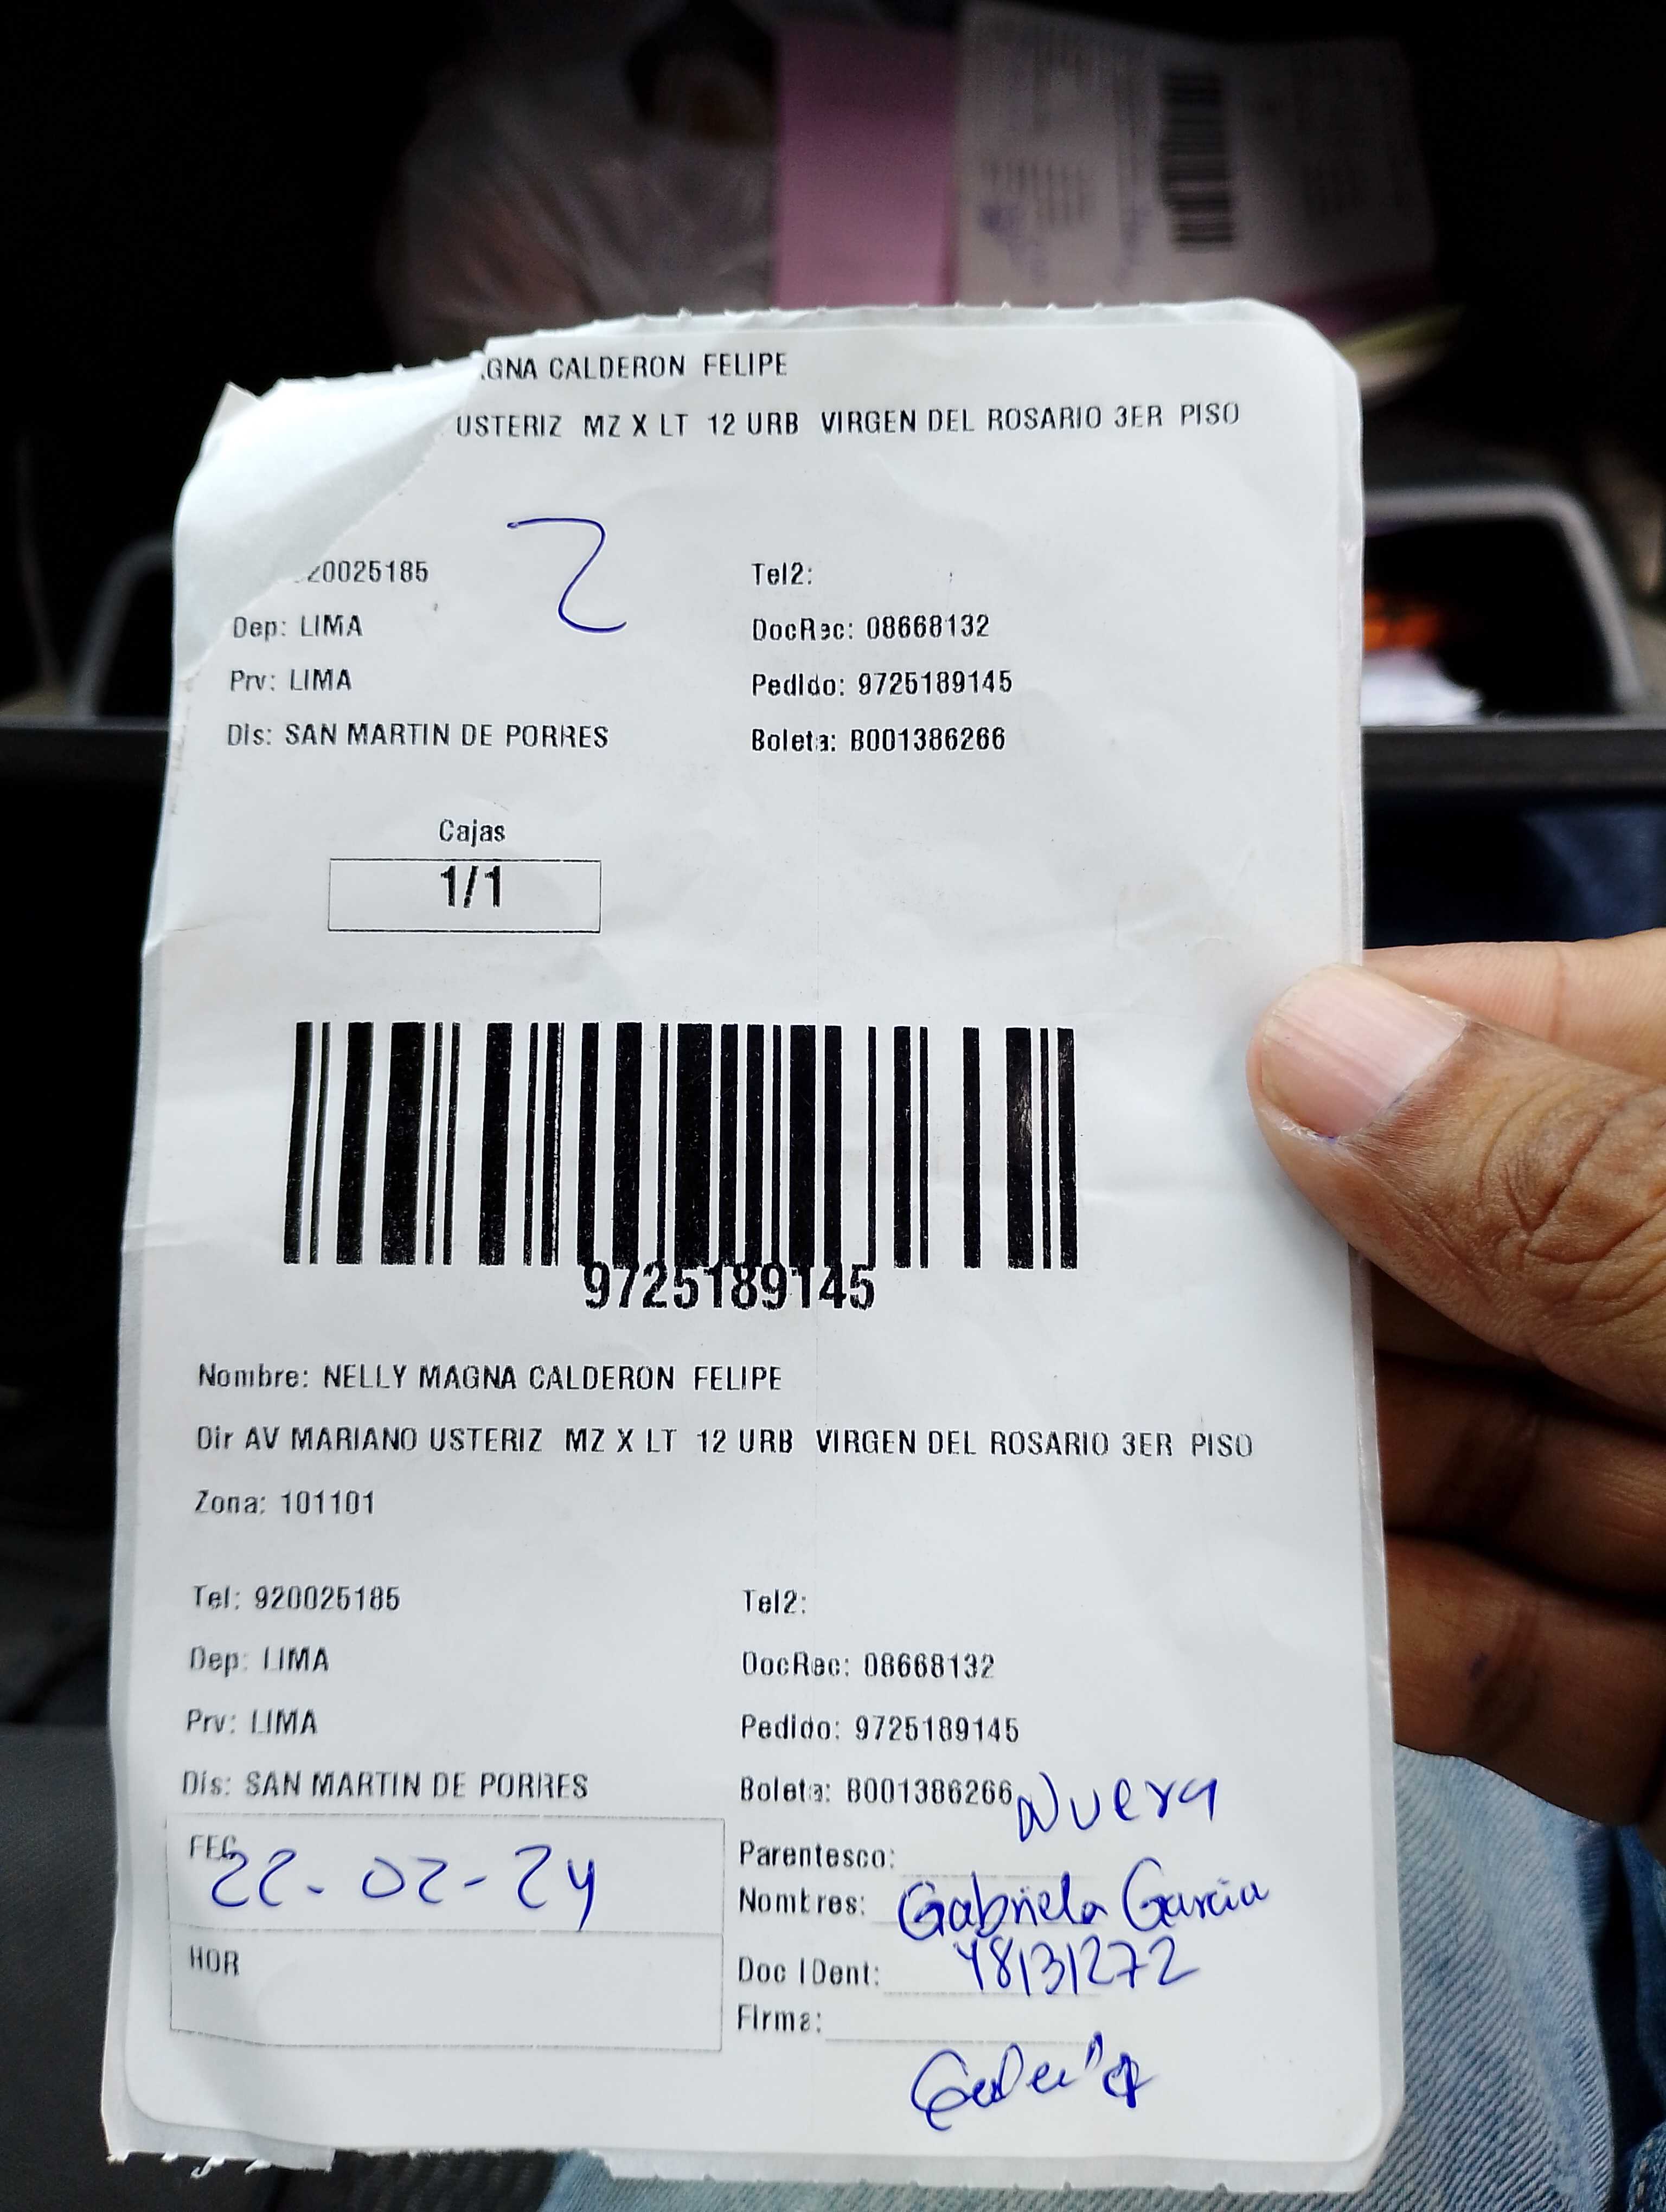 GNA CALDERON FELIPE
USTERIZ MZ X LT 12 URB VIRGEN DEL ROSARIO 3ER PISO
2
20025185 Tel2:
Dep: LIMA DocRec: 08668132
Prv: LIMA Pedido: 9725189145
Dis: SAN MARTIN DE PORRES Boleta: B001386266
Cajas
1/1
9725189145
Nombre: NELLY MAGNA CALDERON FELIPE
Dir AV MARIANO USTERIZ MZ X LT 12 URB VIRGEN DEL ROSARIO 3ER PISO
Zona: 101101
Tel: 920025185 Tel2:
Dep: LIMA DocRec: 08668132
Prv: LIMA Pedido: 9725189145
Dis: SAN MARTIN DE PORRES Boleta: B001386266
Nuera
FEC 22-02-24 Parentesco:
Nombres: Gabriela Garcia
HOR Doc IDent: 48131272
Firma: